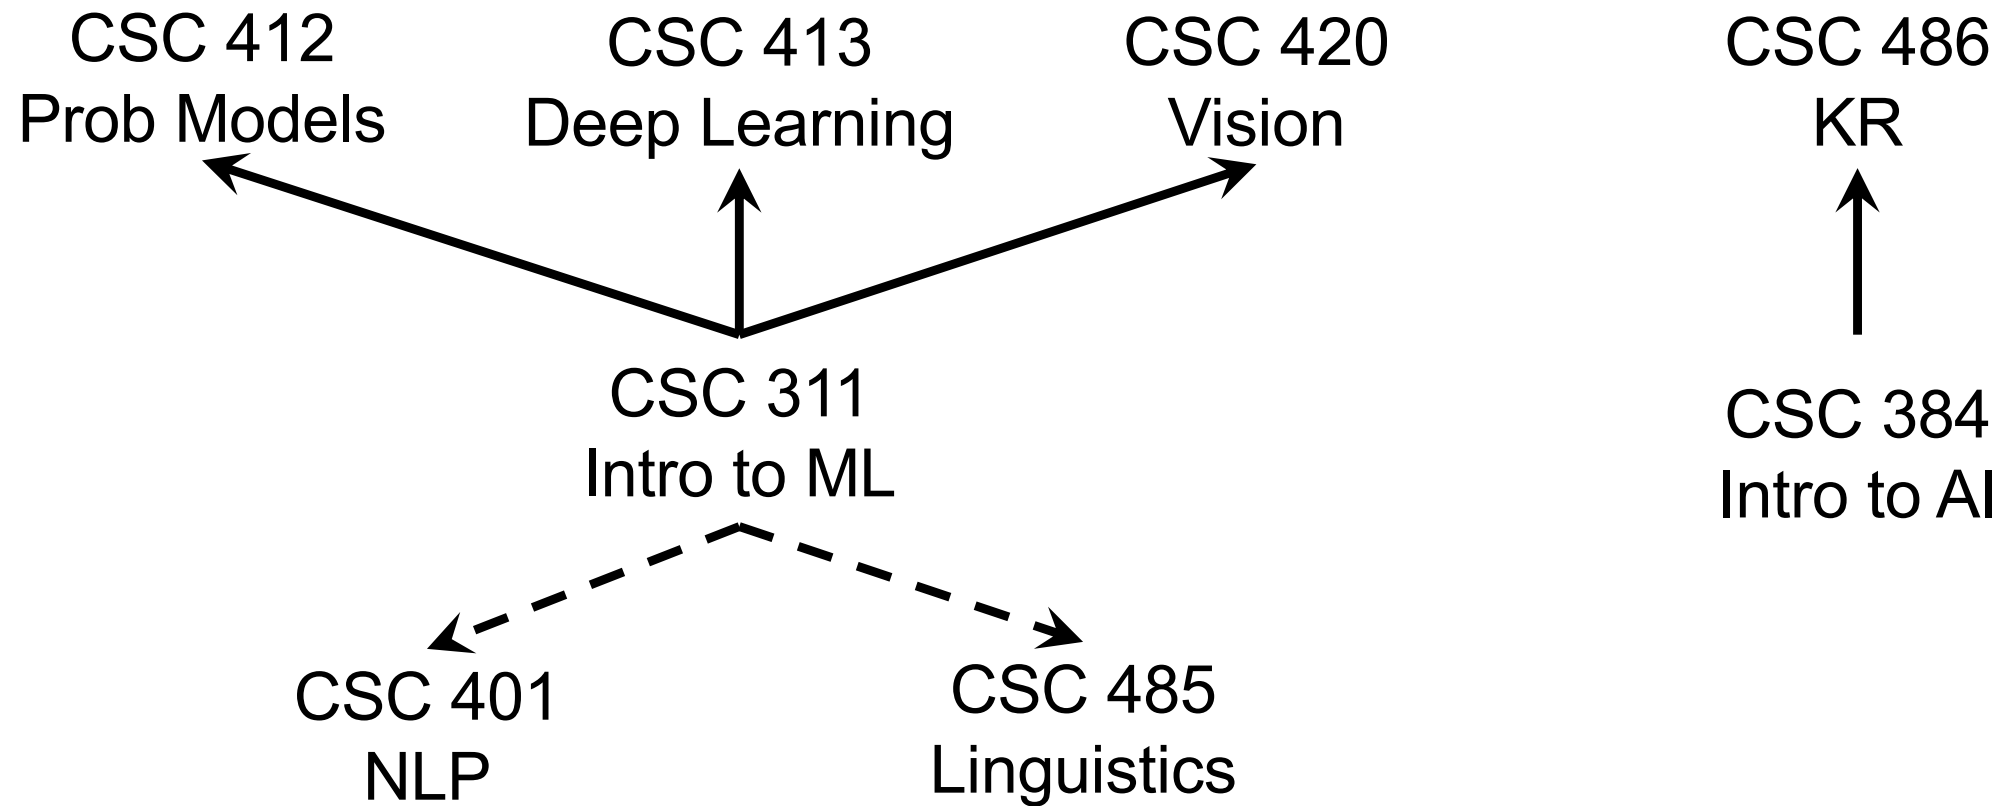 CSC 412
Prob Models
CSC 413
Deep Learning
CSC 420
Vision
CSC 486
KR
CSC 311
Intro to ML
CSC 384
Intro to AI
CSC 401
NLP
CSC 485
Linguistics